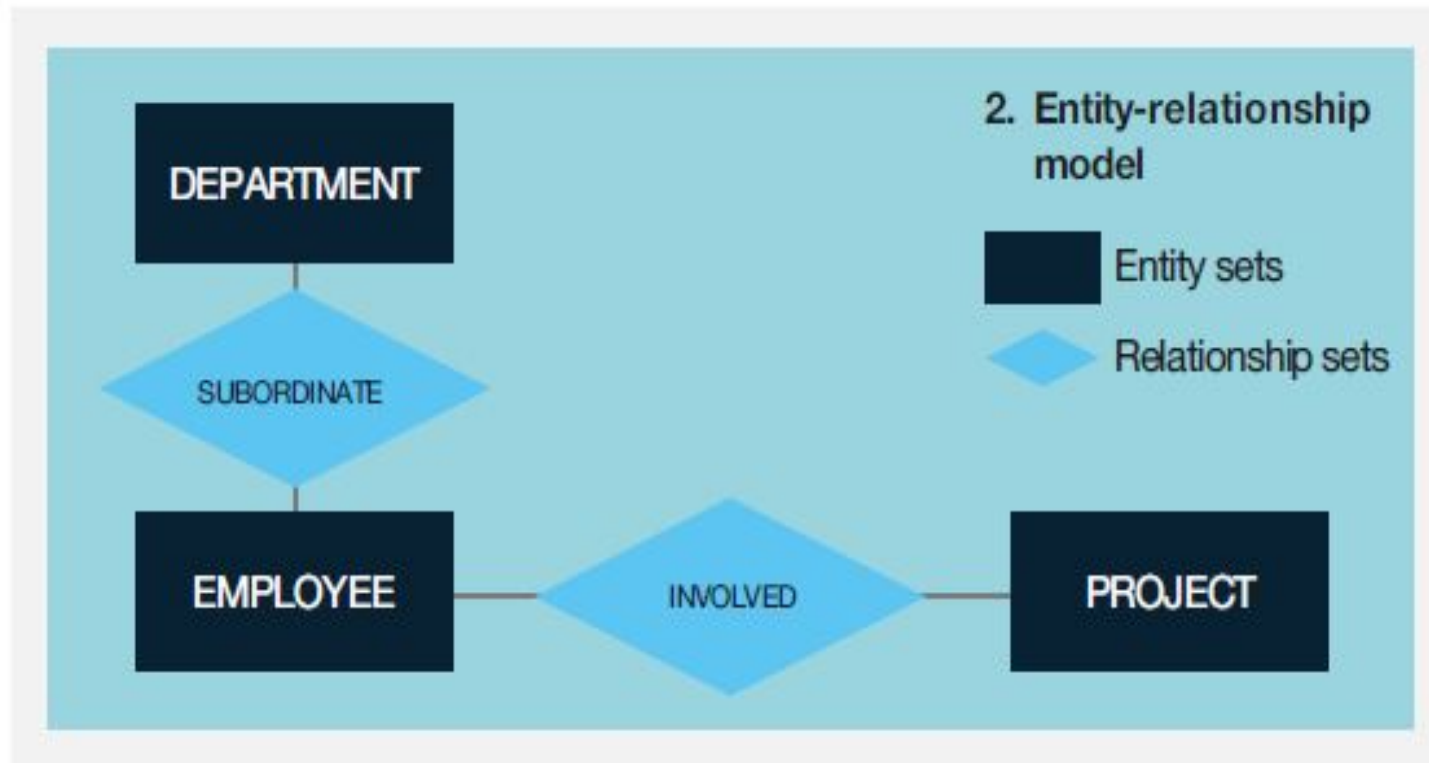 2. Entity-relationship
model
DEPARTMENT
Entity sets
Relationship sets
SUBORDINATE
EMPLOYEE
INVOLVED
PROJECT